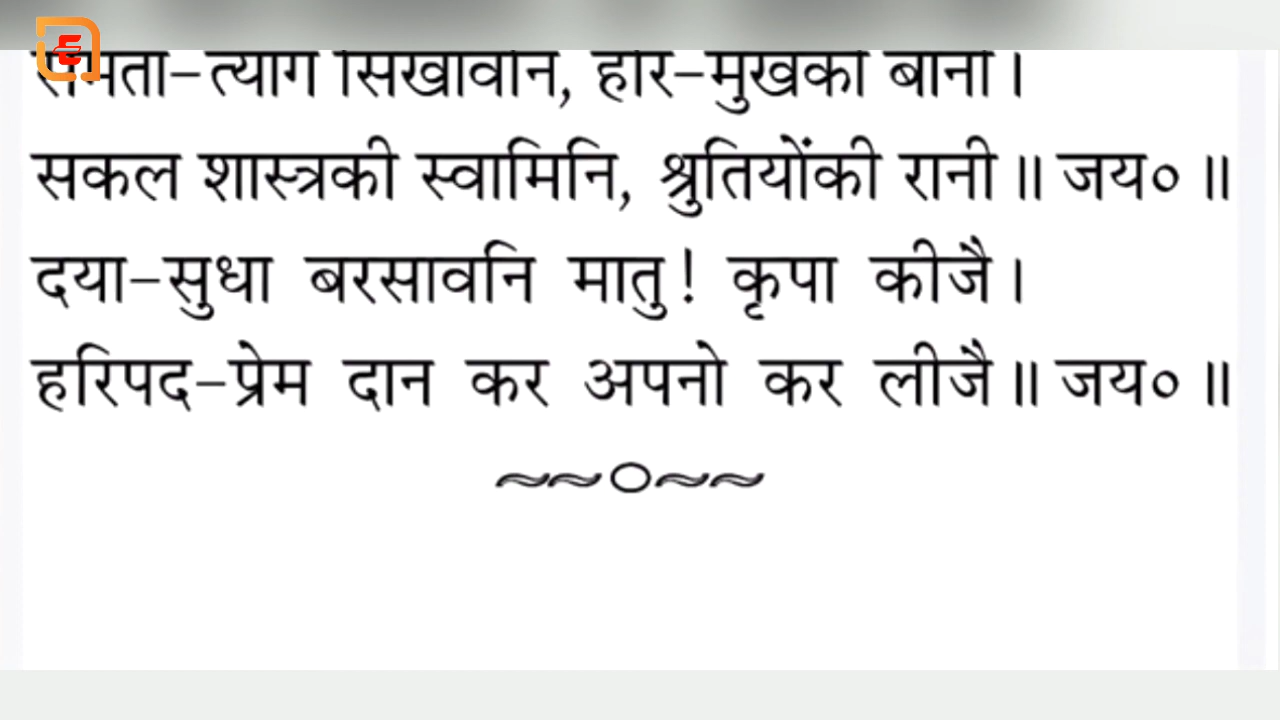 समता-त्याग सिखावनि, हरि-मुखकी बानी।
सकल शास्त्रकी स्वामिनि, श्रुतियोंकी रानी॥ जय० ॥
दया-सुधा बरसावनि मातु! कृपा कीजै।
हरिपद-प्रेम दान कर अपनो कर लीजै॥ जय० ॥